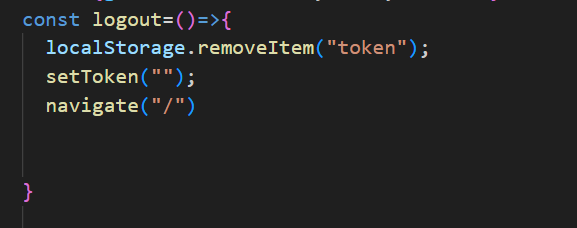 const logout=()=>{
localStorage.removeItem("token");
setToken("");
navigate("/")
}